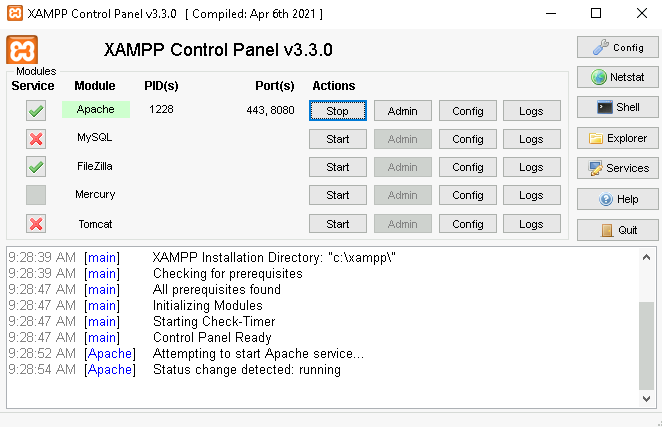 XAMPP Control Panel v3.3.0 [ Compiled: Apr 6th 2021 ]
XAMPP Control Panel v3.3.0
Config
Modules
Service Module PID(s) Port(s) Actions
Netstat
Apache 1228 443, 8080 Stop Admin Config Logs
Shell
MySQL Start Admin Config Logs
Explorer
FileZilla Start Admin Config Logs
Services
Mercury Start Admin Config Logs
Help
Tomcat Start Admin Config Logs
Quit
9:28:39 AM [main] XAMPP Installation Directory: "c:\xampp\"
9:28:39 AM [main] Checking for prerequisites
9:28:47 AM [main] All prerequisites found
9:28:47 AM [main] Initializing Modules
9:28:47 AM [main] Starting Check-Timer
9:28:47 AM [main] Control Panel Ready
9:28:52 AM [Apache] Attempting to start Apache service...
9:28:54 AM [Apache] Status change detected: running